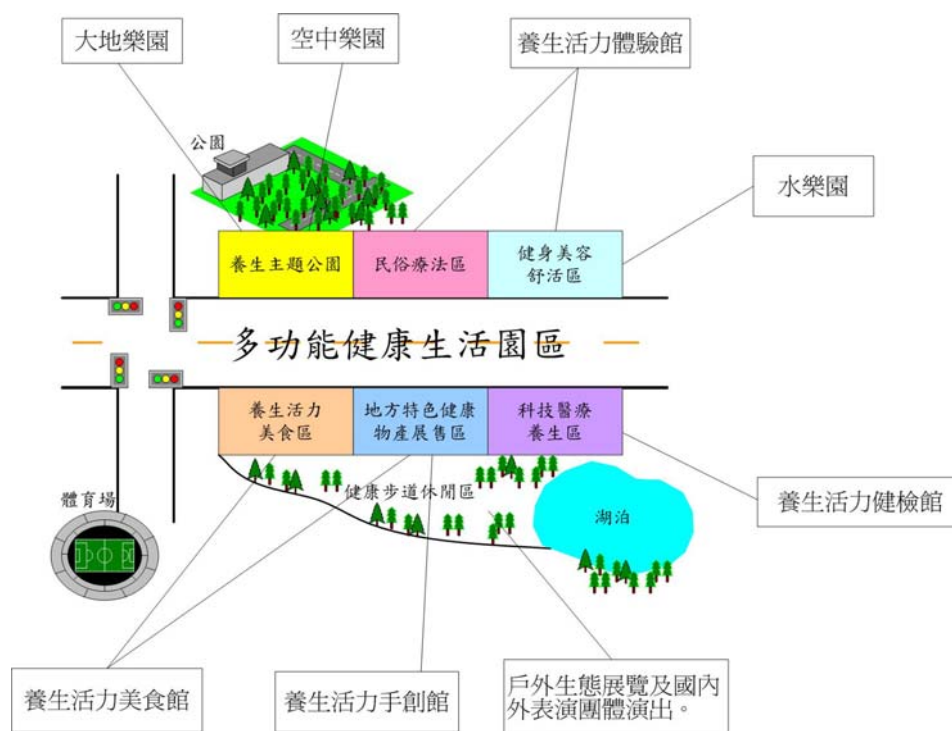 大地樂園
空中樂園
養生活力體驗館
公園
水樂園
養生主題公園
民俗療法區
健身美容
舒活區
多功能健康生活園區
養生活力
美食區
地方特色健康
物產展售區
科技醫療
養生區
體育場
健康步道休閒區
湖泊
養生活力健檢館
養生活力美食館
養生活力手創館
戶外生態展覽及國內
外表演團體演出。